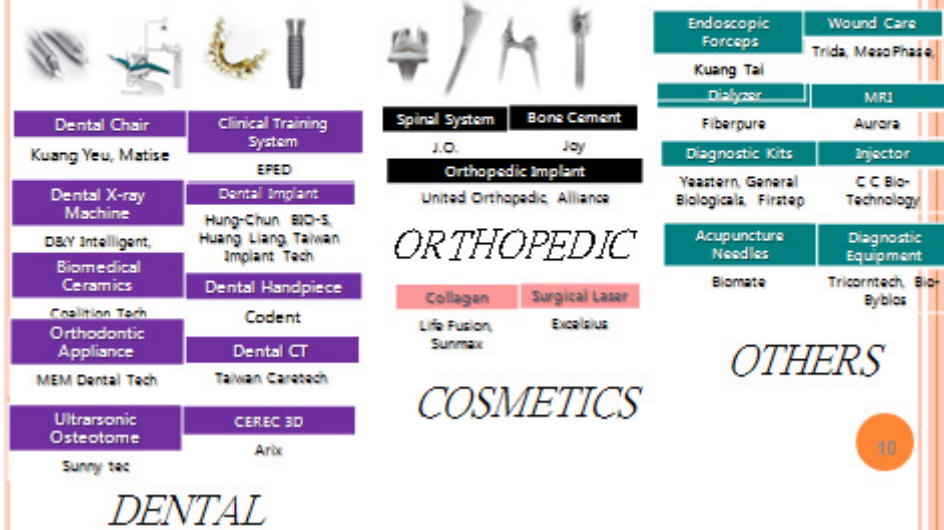 Dental Chair
Kuang Yeu, Matise
Dental X-ray
Machine
D&Y Intelligent,
Biomedical
Ceramics
Coalition Tech
Orthodontic
Appliance
MEM Dental Tech
Ultrarsonic
Osteotome
Sunny tec
Clinical Training
System
EPED
Dental Implant
Hung-Chun BIO-S,
Huang Liang, Taiwan
Implant Tech
Dental Handpiece
Codent
Dental CT
Taiwan Caretech
CEREC 3D
Arix
DENTAL
Spinal System
J.O.
Bone Cement
Joy
Orthopedic Implant
United Orthopedic, Alliance
ORTHOPEDIC
Collagen
Life Fusion,
Sunmax
Surgical Laser
Excelsius
COSMETICS
Endoscopic
Forceps
Kuang Tai
Wound Care
Trida, MesoPhase,
Dialyzer
Fiberpure
MRI
Aurora
Diagnostic Kits
Yeastern, General
Biologicals, Firstep
Injector
C C Bio-
Technology
Acupuncture
Needles
Biomate
Diagnostic
Equipment
Tricorntech, Bio-
Byblos
OTHERS
10